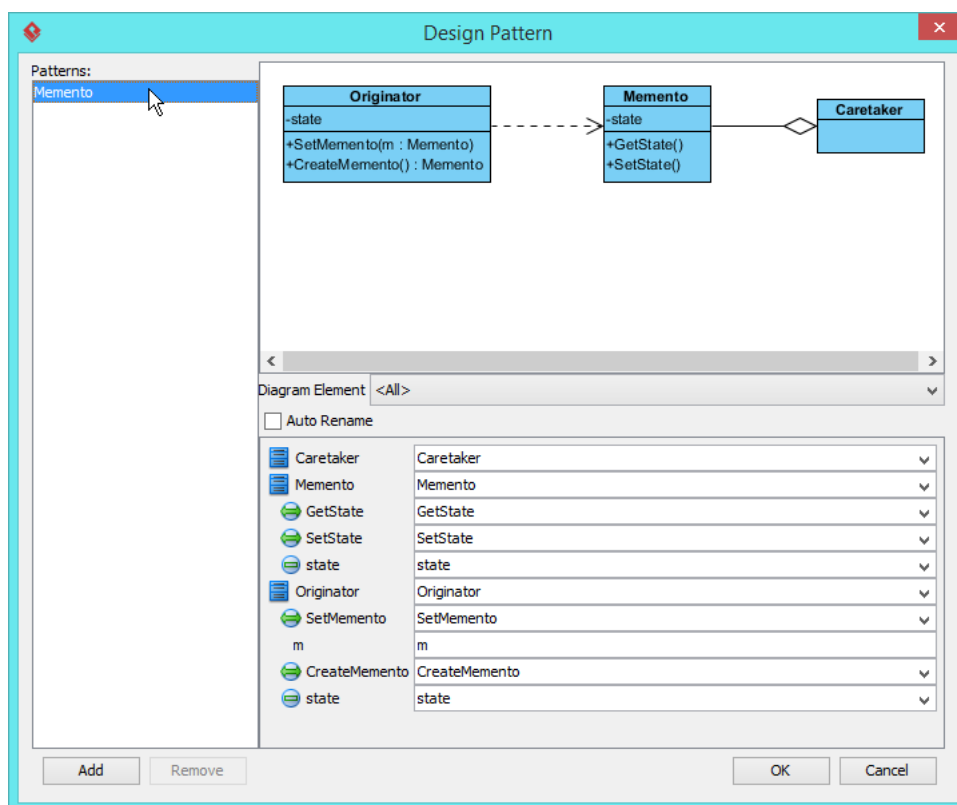 Design Pattern
Patterns:
Memento
Originator
-state
+SetMemento(m : Memento)
+CreateMemento() : Memento
Memento
-state
+GetState()
+SetState()
Caretaker
Diagram Element <All>
Auto Rename
Caretaker Caretaker
Memento Memento
GetState GetState
SetState SetState
state state
Originator Originator
SetMemento SetMemento
m m
CreateMemento CreateMemento
state state
Add Remove OK Cancel